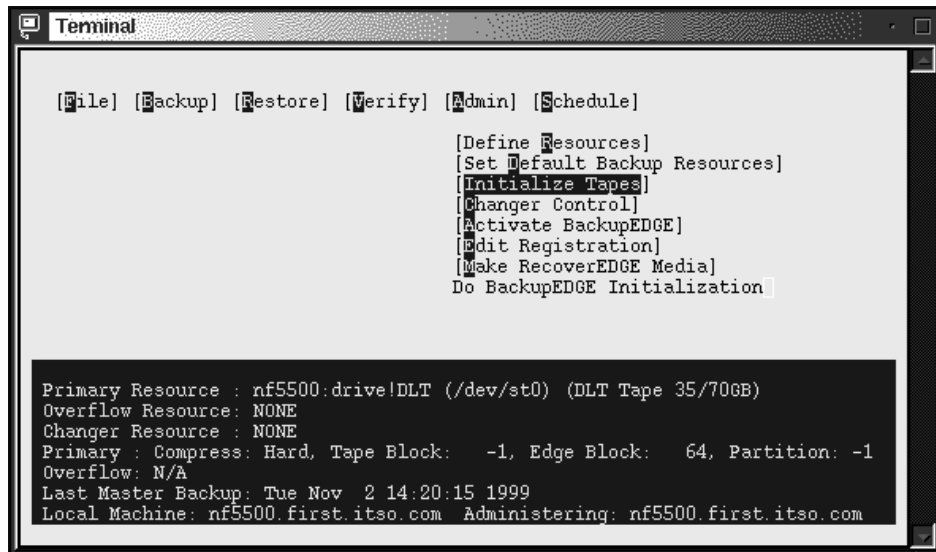 Terminal
[File] [Backup] [Restore] [Verify] [Admin] [Schedule]
[Define Resources]
[Set Default Backup Resources]
[Initialize Tapes]
[Changer Control]
[Activate BackupEDGE]
[Edit Registration]
[Make RecoverEDGE Media]
Do BackupEDGE Initialization
Primary Resource : nf5500:drive!DLT (/dev/st0) (DLT Tape 35/70GB)
Overflow Resource: NONE
Changer Resource : NONE
Primary : Compress: Hard, Tape Block:   -1, Edge Block:   64, Partition: -1
Overflow: N/A
Last Master Backup: Tue Nov  2 14:20:15 1999
Local Machine: nf5500.first.itso.com  Administering: nf5500.first.itso.com